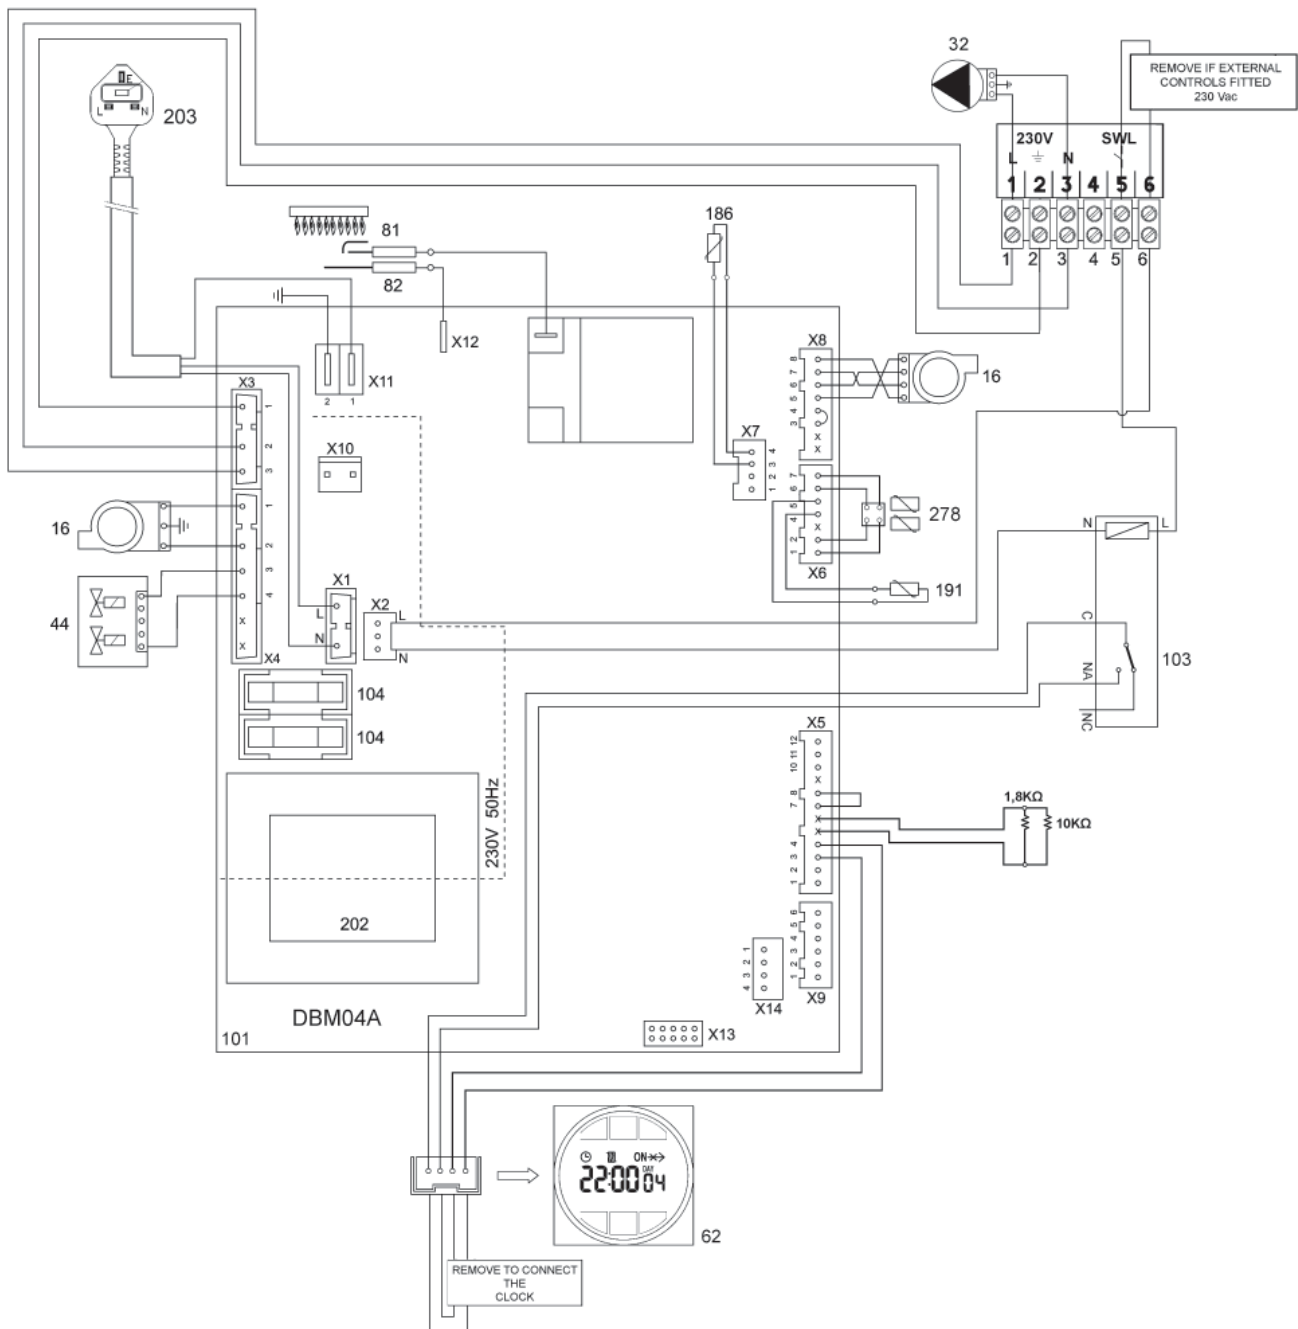 32
REMOVE IF EXTERNAL
CONTROLS FITTED
230 Vac
E
L N
203
230V SWL
L N
1 2 3 4 5 6
1 2 3 4 5 6
186
81
82
X12
X11
2 1
X8
8
7
6
5
4
3
X
X
16
X3
1
2
3
X10
X7
4
3
2
1
7
6
5
4
X
2
1
X6
278
16
1
2
3
4
X
X
X4
44
X1
L
N
X2
L
N
191
N L
C
NA
NC
103
104
104
X5
12
11
10
X
8
7
X
X
4
3
2
1
1,8KΩ
10KΩ
230V 50Hz
202
6
5
4
3
2
1
X9
1
2
3
4
X14
DBM04A
101
X13
ON
22:00 DAY 04
62
REMOVE TO CONNECT
THE
CLOCK